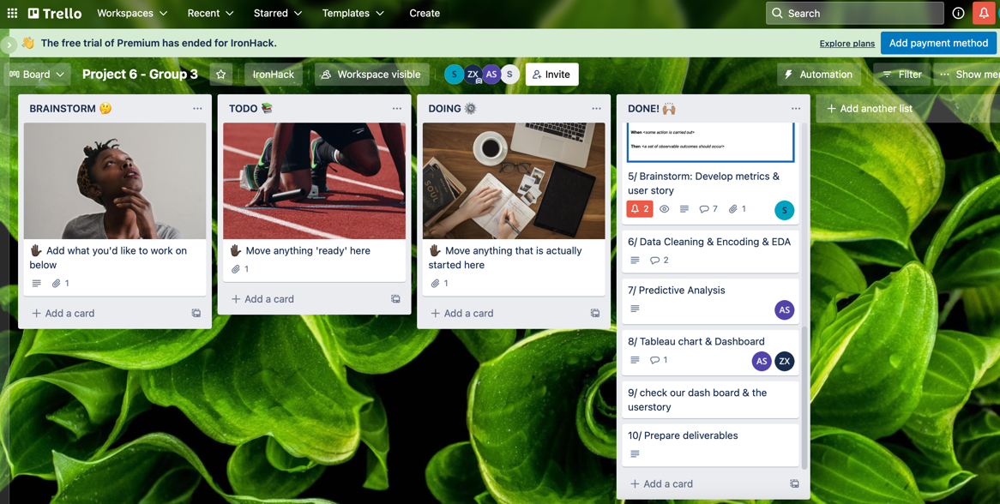 Trello Workspaces Recent Starred Templates Create Search
👋 The free trial of Premium has ended for IronHack. Explore plans Add payment method
Board Project 6 - Group 3 IronHack Workspace visible S ZX AS S Invite Automation Filter Show me
BRAINSTORM 🤔
🖐🏿 Add what you'd like to work on
below
1
+ Add a card
TODO 📚
🖐🏿 Move anything 'ready' here
1
+ Add a card
DOING ⚙️
SOUL
🖐🏿 Move anything that is actually
started here
1
+ Add a card
DONE! 🙌🏽
When <some action is carried out>
Then <a set of observable outcomes should occur>
5/ Brainstorm: Develop metrics &
user story
2 7 1 S
6/ Data Cleaning & Encoding & EDA
2
7/ Predictive Analysis
AS
8/ Tableau chart & Dashboard
1 AS ZX
9/ check our dash board & the
userstory
10/ Prepare deliverables
+ Add a card
+ Add another list